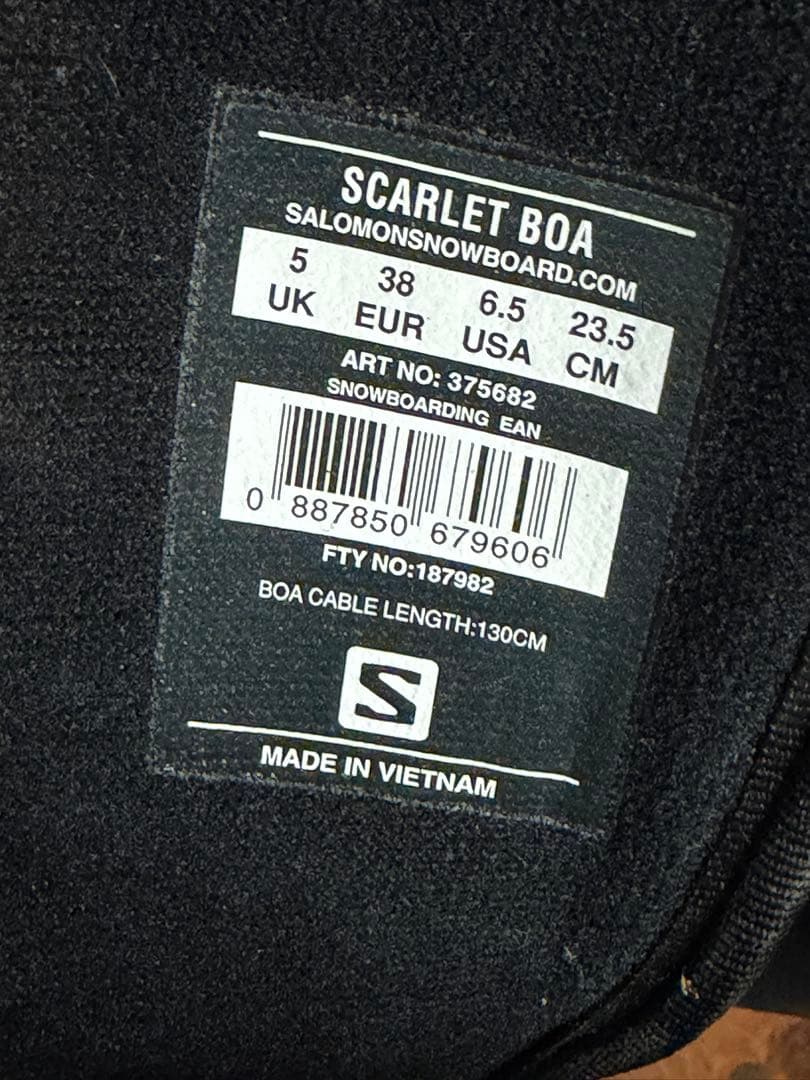 SCARLET BOA
SALOMONSNOWBOARD.COM
5 38 6.5 23.5
UK EUR USA CM
ART NO: 375682
SNOWBOARDING EAN
0 887850 679606
FTY NO:187982
BOA CABLE LENGTH:130CM
S
MADE IN VIETNAM